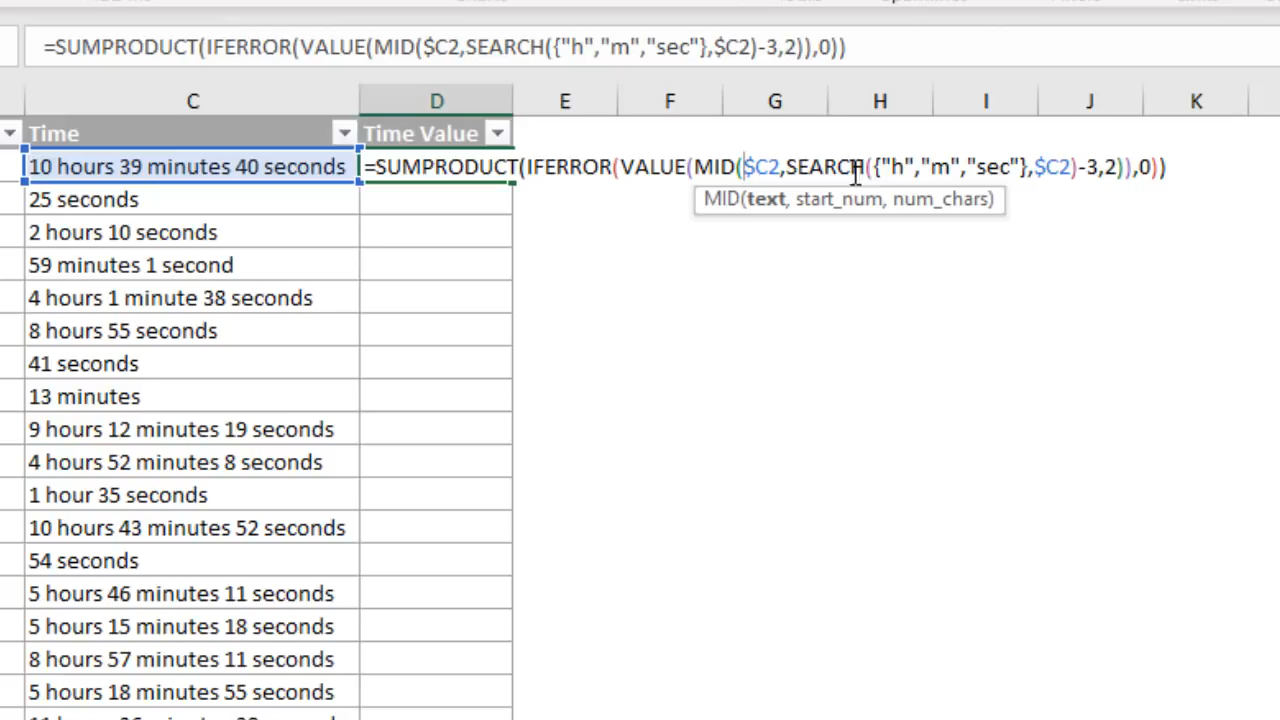 =SUMPRODUCT(IFERROR(VALUE(MID($C2,SEARCH({"h","m","sec"},$C2)-3,2)),0))
C D E F G H I J K
Time Time Value
10 hours 39 minutes 40 seconds =SUMPRODUCT(IFERROR(VALUE(MID($C2,SEARCH({"h","m","sec"},$C2)-3,2)),0))
25 seconds MID(text, start_num, num_chars)
2 hours 10 seconds
59 minutes 1 second
4 hours 1 minute 38 seconds
8 hours 55 seconds
41 seconds
13 minutes
9 hours 12 minutes 19 seconds
4 hours 52 minutes 8 seconds
1 hour 35 seconds
10 hours 43 minutes 52 seconds
54 seconds
5 hours 46 minutes 11 seconds
5 hours 15 minutes 18 seconds
8 hours 57 minutes 11 seconds
5 hours 18 minutes 55 seconds